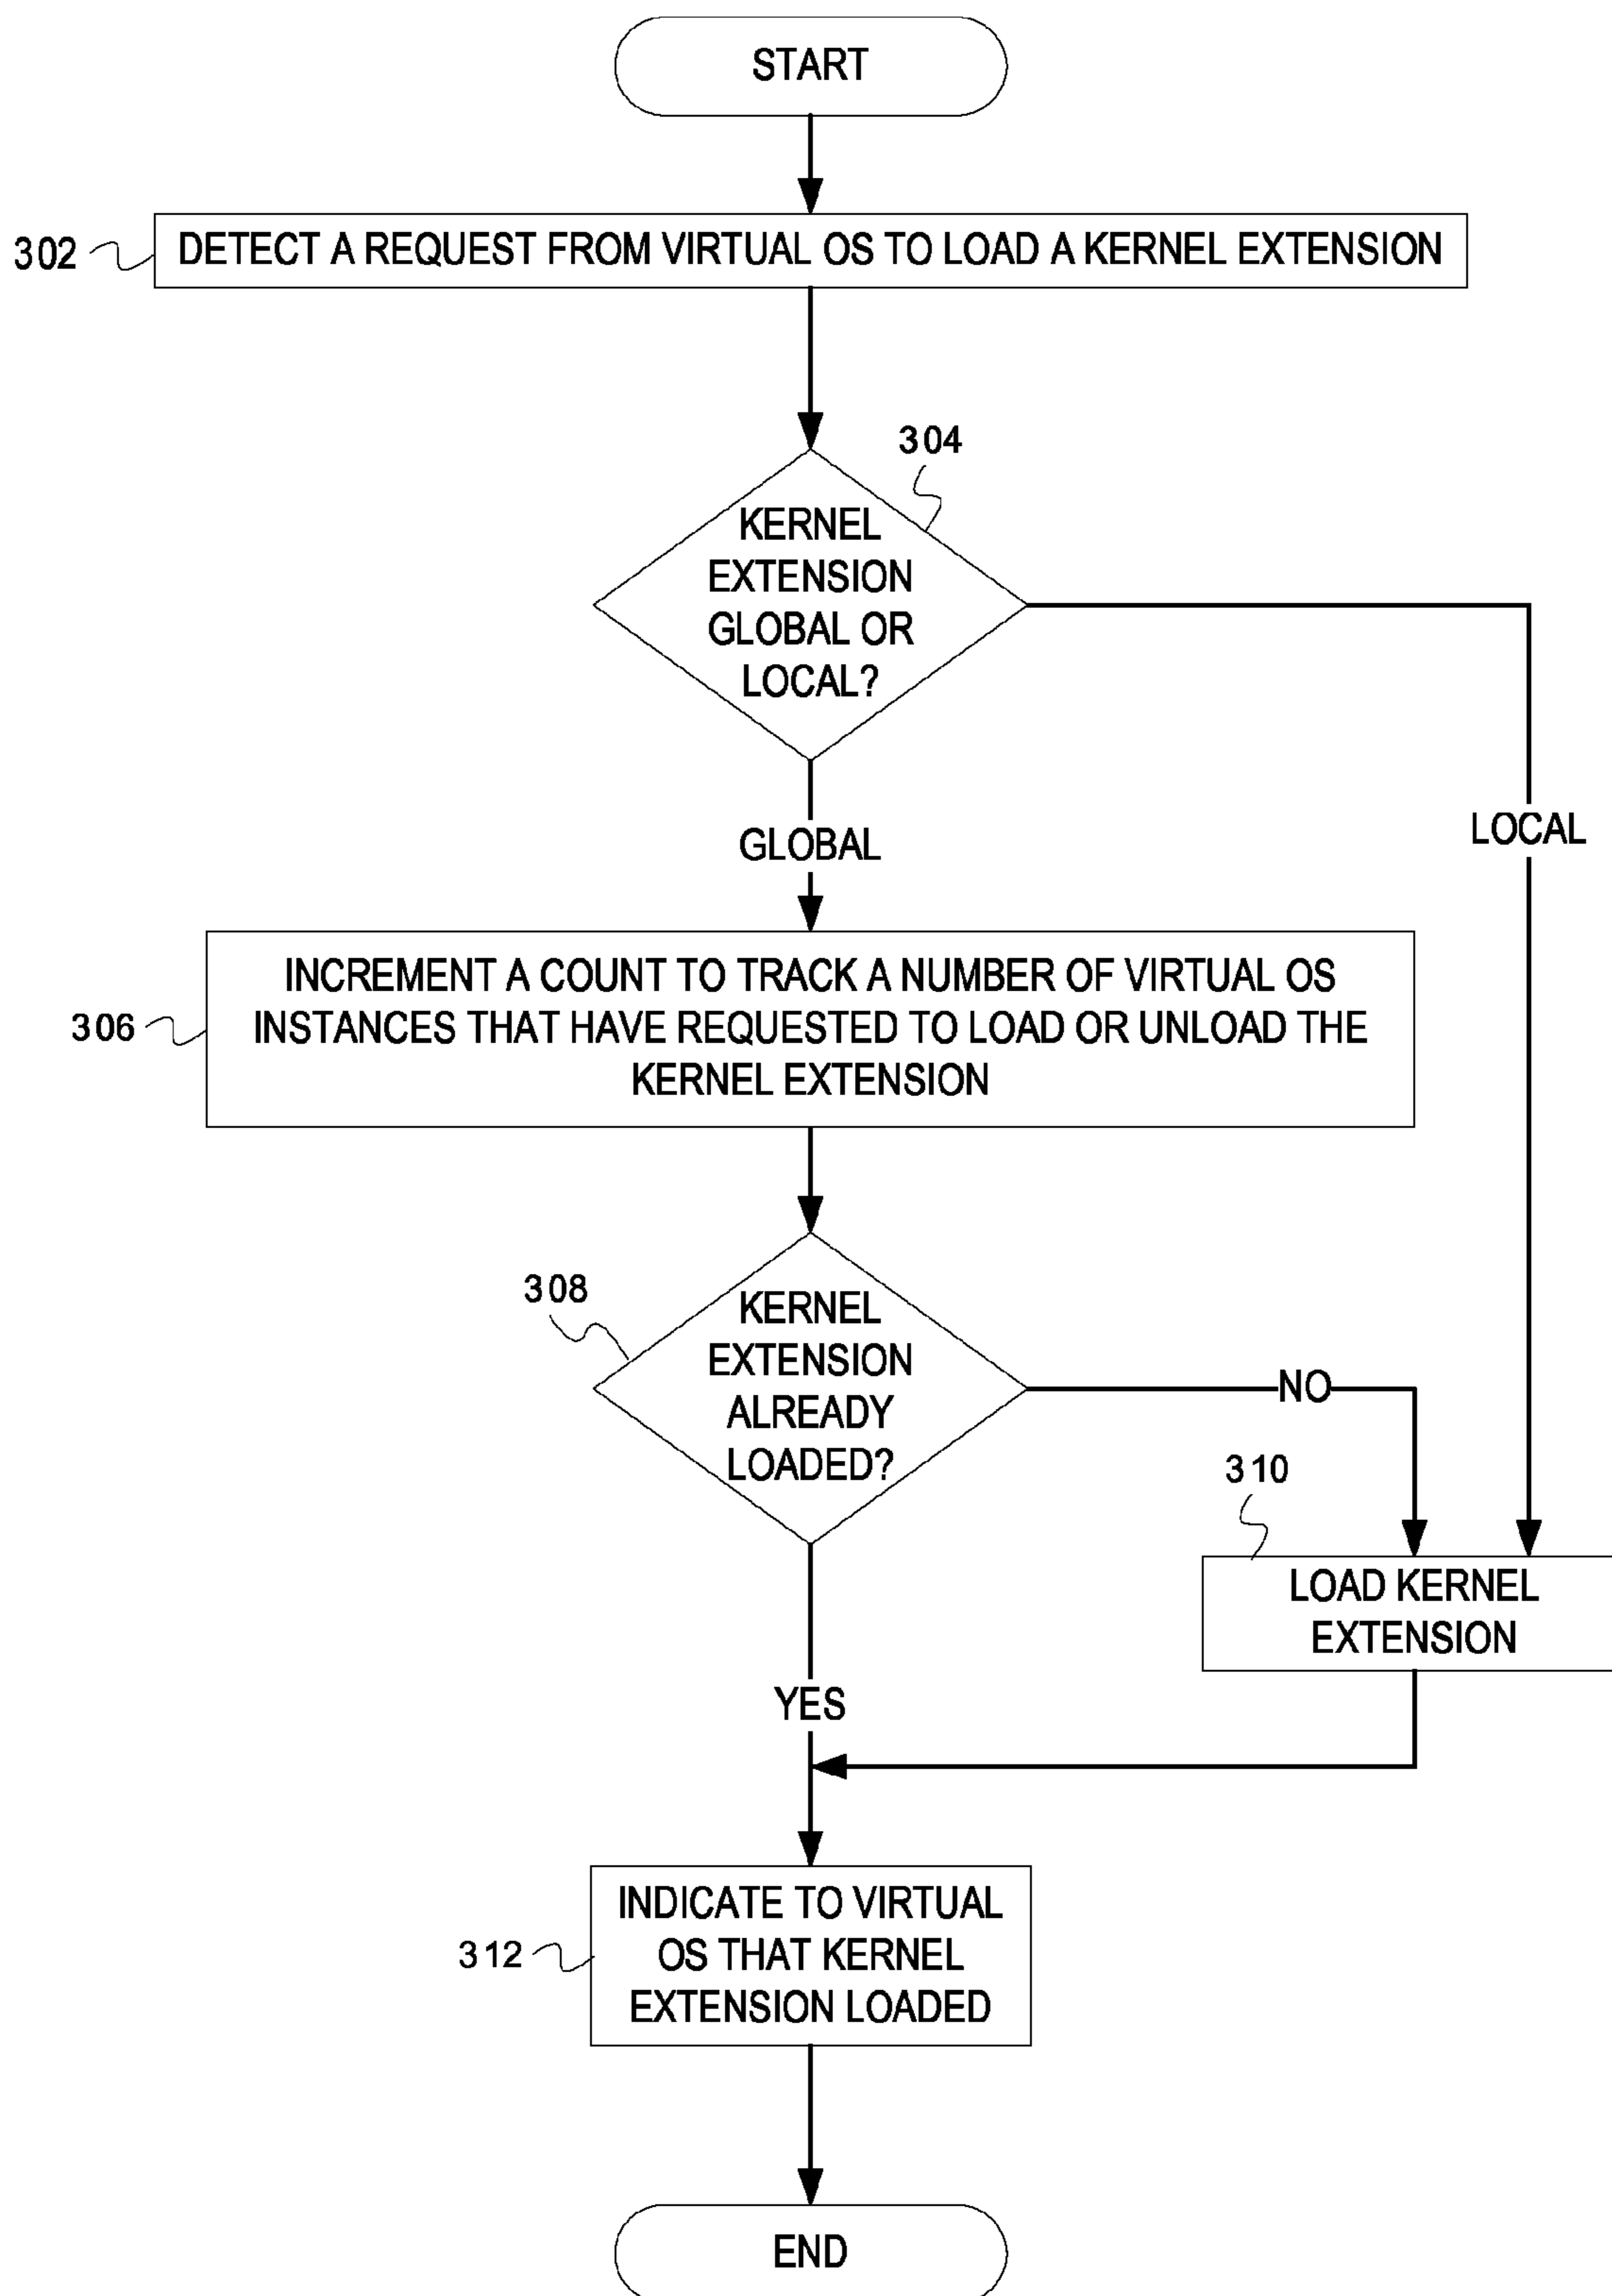 START
302
DETECT A REQUEST FROM VIRTUAL OS TO LOAD A KERNEL EXTENSION
304
KERNEL
EXTENSION
GLOBAL OR
LOCAL?
LOCAL
GLOBAL
306
INCREMENT A COUNT TO TRACK A NUMBER OF VIRTUAL OS
INSTANCES THAT HAVE REQUESTED TO LOAD OR UNLOAD THE
KERNEL EXTENSION
308
KERNEL
EXTENSION
ALREADY
LOADED?
NO
310
LOAD KERNEL
EXTENSION
YES
312
INDICATE TO VIRTUAL
OS THAT KERNEL
EXTENSION LOADED
END